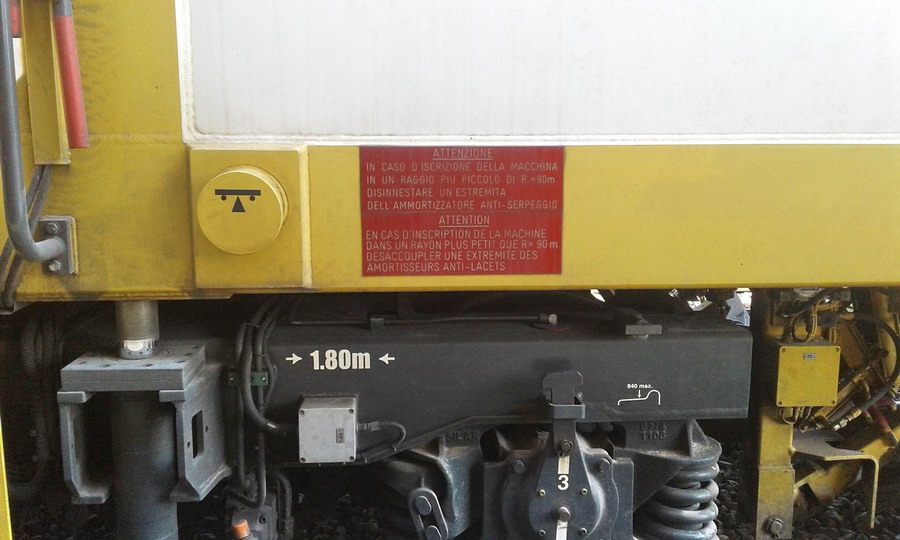 ATTENZIONE
IN CASO D'ISCRIZIONE DELLA MACCHINA
IN UN RAGGIO PIU PICCOLO DI R=90m
DISINNESTARE UN ESTREMITA
DELL'AMMORTIZZATORE ANTI-SERPEGGIO
ATTENTION
EN CAS D'INSCRIPTION DE LA MACHINE
DANS UN RAYON PLUS PETIT QUE R=90m
DESACCOUPLER UNE EXTREMITE DES
AMORTISSEURS ANTI-LACETS
→ 1.80m ←
840 max.
3